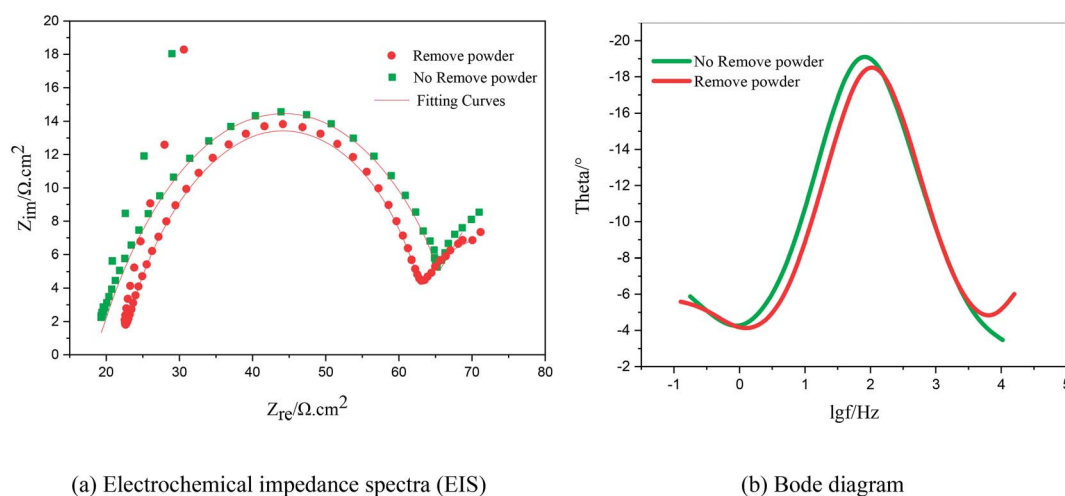 20
18
16
14
12
10
8
6
4
2
0
Zim/Ω.cm2
Remove powder
No Remove powder
Fitting Curves
20 30 40 50 60 70 80
Zre/Ω.cm2
(a) Electrochemical impedance spectra (EIS)
-20
-18
-16
-14
-12
-10
-8
-6
-4
-2
Theta/°
No Remove powder
Remove powder
-1 0 1 2 3 4 5
lgf/Hz
(b) Bode diagram